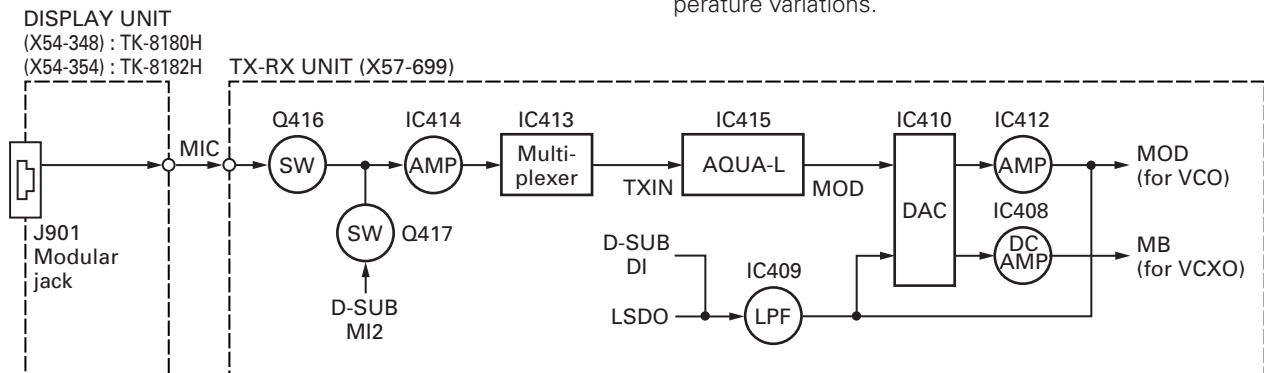 perature variations.
DISPLAY UNIT
(X54-348) : TK-8180H
(X54-354) : TK-8182H
TX-RX UNIT (X57-699)
Q416
IC414
IC413
IC415
IC410
IC412
MIC
SW
AMP
Multi-
plexer
TXIN
AQUA-L
MOD
DAC
AMP
MOD
(for VCO)
J901
Modular
jack
SW
Q417
D-SUB
MI2
D-SUB
DI
LSDO
IC409
LPF
IC408
DC
AMP
MB
(for VCXO)